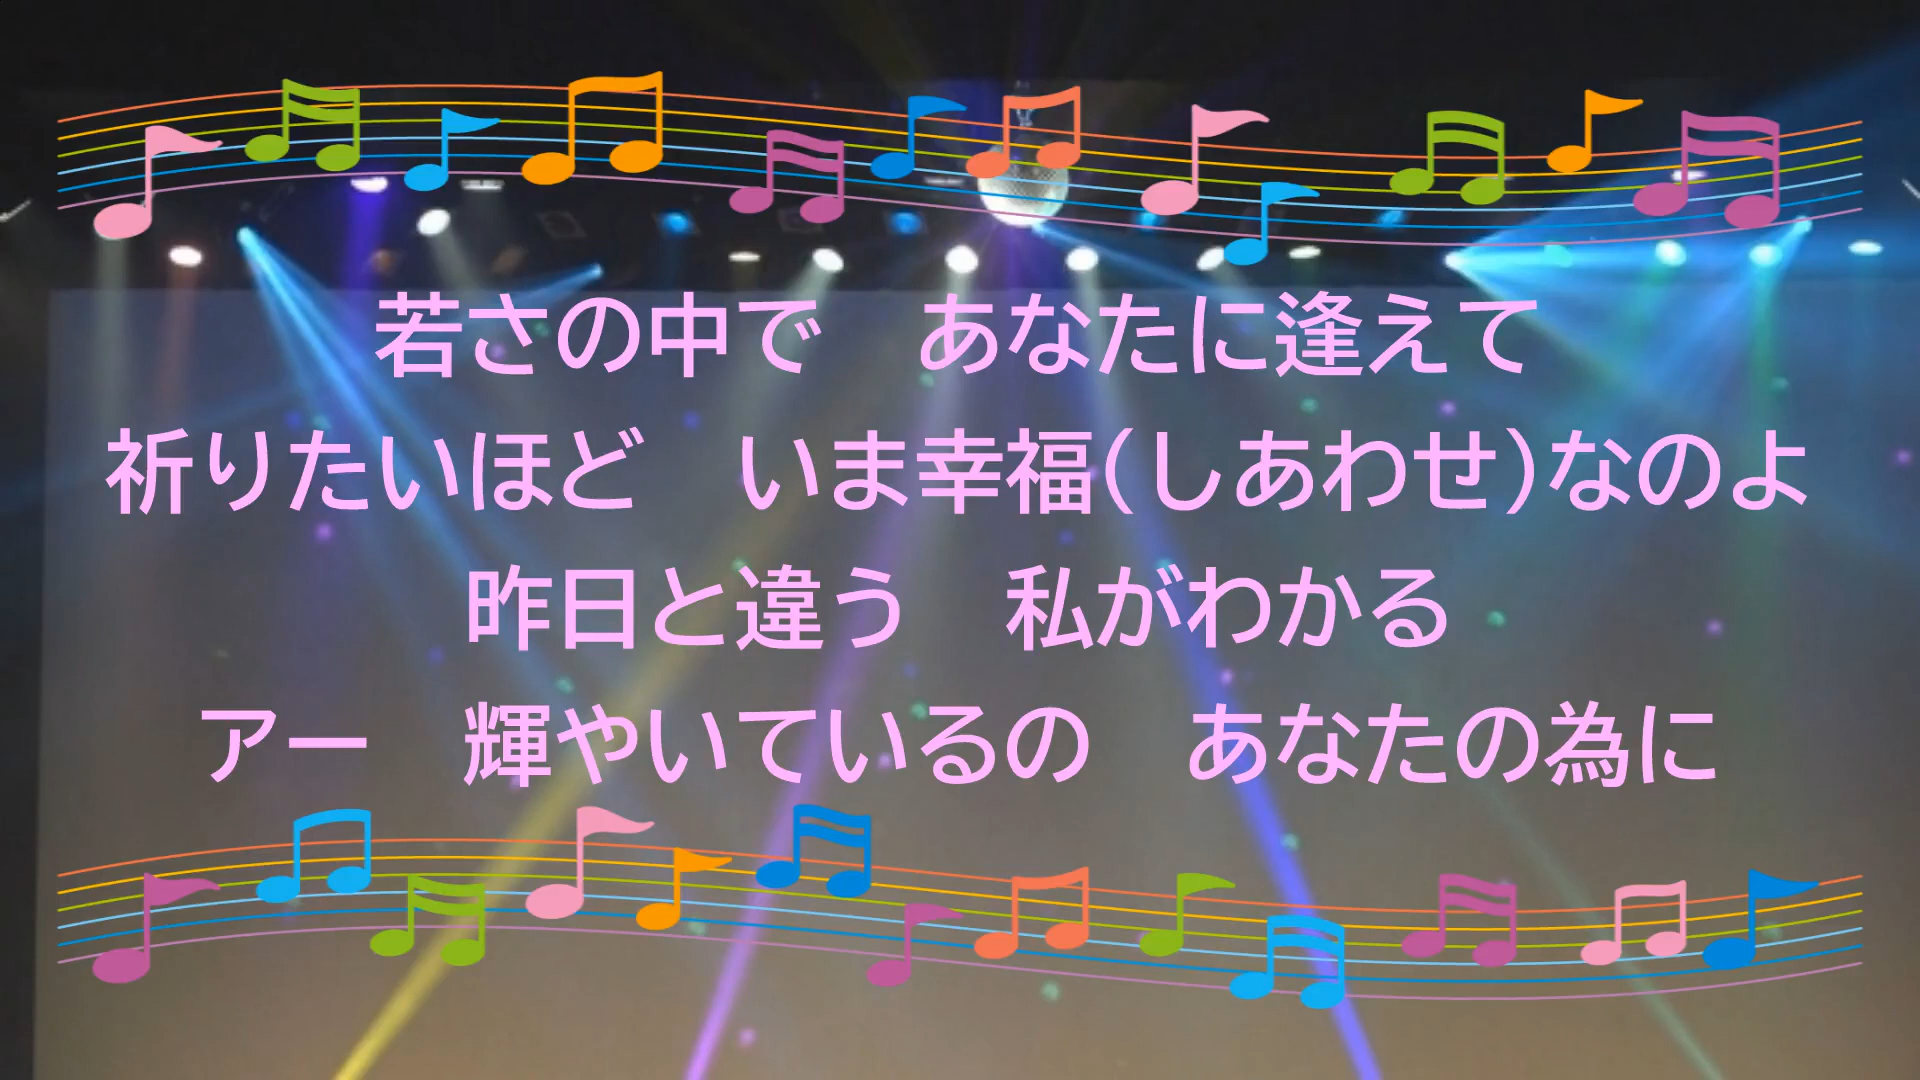 若さの中で　あなたに逢えて
祈りたいほど　いま幸福(しあわせ)なのよ
昨日と違う　私がわかる
アー　輝やいているの　あなたの為に